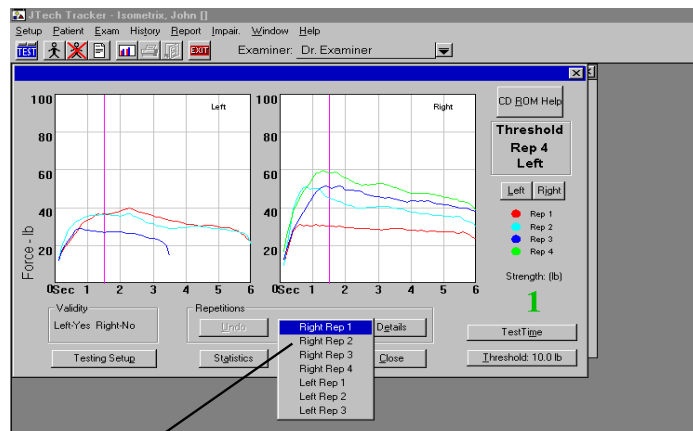 JTech Tracker - Isometrix, John []
Setup Patient Exam History Report Impair. Window Help
TEST EXIT Examiner: Dr. Examiner
100 Left 100 Right CD ROM Help
80 80 Threshold
Rep 4
Left
60 60
Left Right
40 40 Rep 1
Rep 2
Rep 3
Rep 4
20 20
Force - lb
Strength: (lb)
0Sec 1 2 3 4 5 6 0Sec 1 2 3 4 5 6
1
Validity Repetitions
Left-Yes Right-No Undo Right Rep 1 Details TestTime
Right Rep 2
Testing Setup Statistics Right Rep 3 Close Threshold: 10.0 lb
Right Rep 4
Left Rep 1
Left Rep 2
Left Rep 3